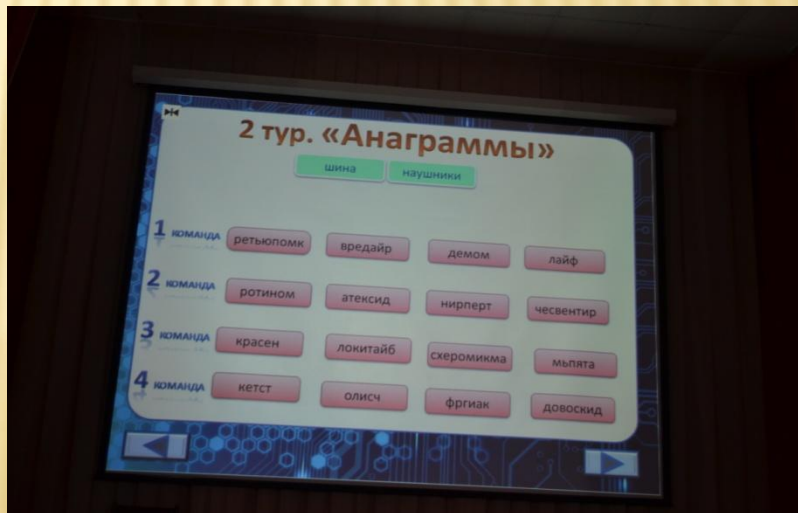 2 тур. «Анаграммы»
шина наушники
1 КОМАНДА ретьюпомк вредайр демом лайф
2 КОМАНДА ротином атексид нирперт чесвентир
3 КОМАНДА красен локитайб схеромикма мьпята
4 КОМАНДА кетст олисч фргиак довоскид